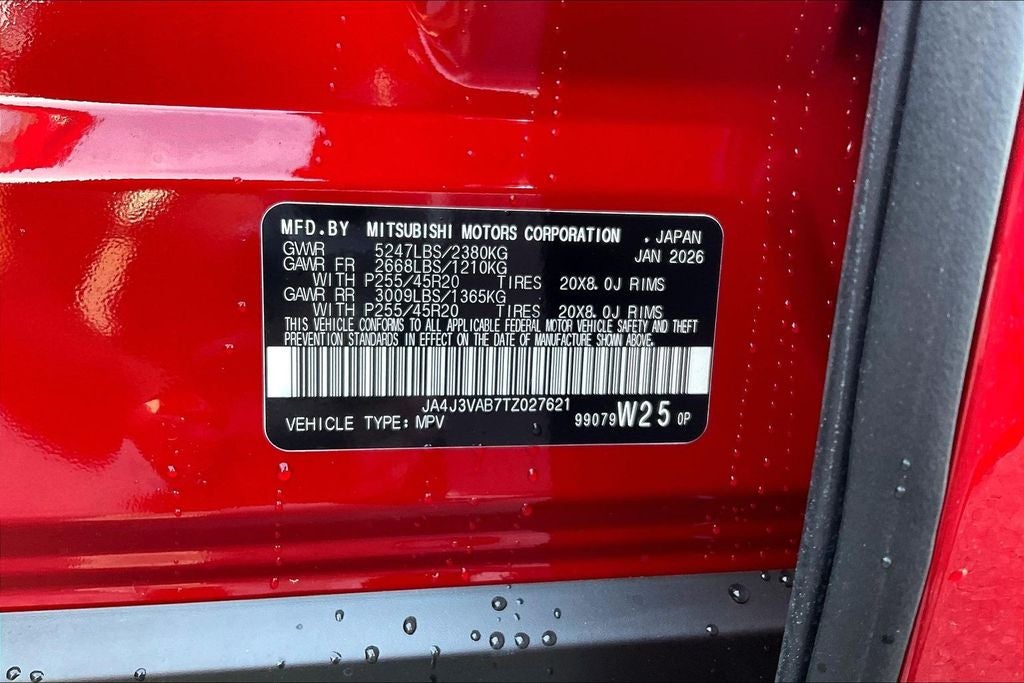 MFD.BY MITSUBISHI MOTORS CORPORATION , JAPAN
GVWR 5247LBS/2380KG JAN 2026
GAWR FR 2668LBS/1210KG
WITH P255/45R20 TIRES 20X8.0J RIMS
GAWR RR 3009LBS/1365KG
WITH P255/45R20 TIRES 20X8.0J RIMS
THIS VEHICLE CONFORMS TO ALL APPLICABLE FEDERAL MOTOR VEHICLE SAFETY AND THEFT
PREVENTION STANDARDS IN EFFECT ON THE DATE OF MANUFACTURE SHOWN ABOVE.
JA4J3VAB7TZ027621
VEHICLE TYPE:MPV 99079 W25 0P